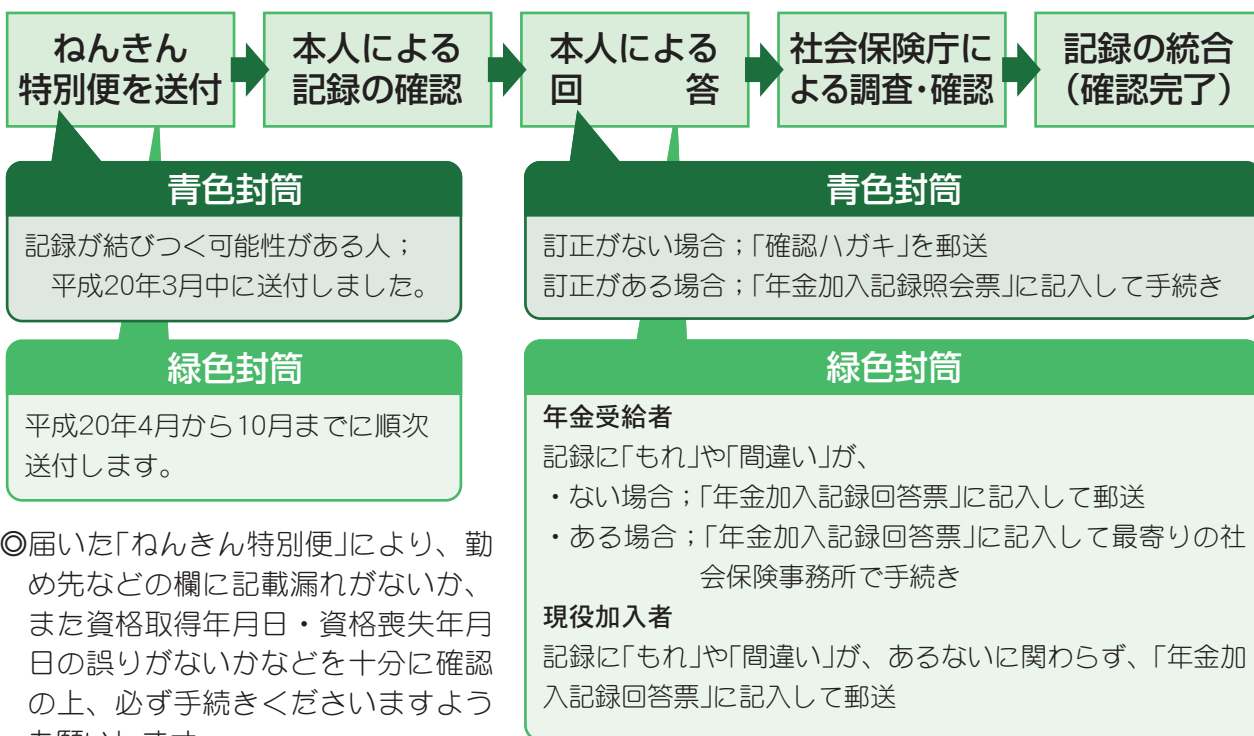 ねんきん
特別便を送付
本人による
記録の確認
本人による
回　　　答
社会保険庁に
よる調査・確認
記録の統合
（確認完了）
青色封筒
記録が結びつく可能性がある人；
平成20年3月中に送付しました。
緑色封筒
平成20年4月から10月までに順次
送付します。
◎届いた「ねんきん特別便」により、勤
め先などの欄に記載漏れがないか、
また資格取得年月日・資格喪失年月
日の誤りがないかなどを十分に確認
の上、必ず手続きくださいますよう
お願いします。
青色封筒
訂正がない場合；「確認ハガキ」を郵送
訂正がある場合；「年金加入記録照会票」に記入して手続き
緑色封筒
年金受給者
記録に「もれ」や「間違い」が、
・ない場合；「年金加入記録回答票」に記入して郵送
・ある場合；「年金加入記録回答票」に記入して最寄りの社
会保険事務所で手続き
現役加入者
記録に「もれ」や「間違い」が、あるないに関わらず、「年金加
入記録回答票」に記入して郵送